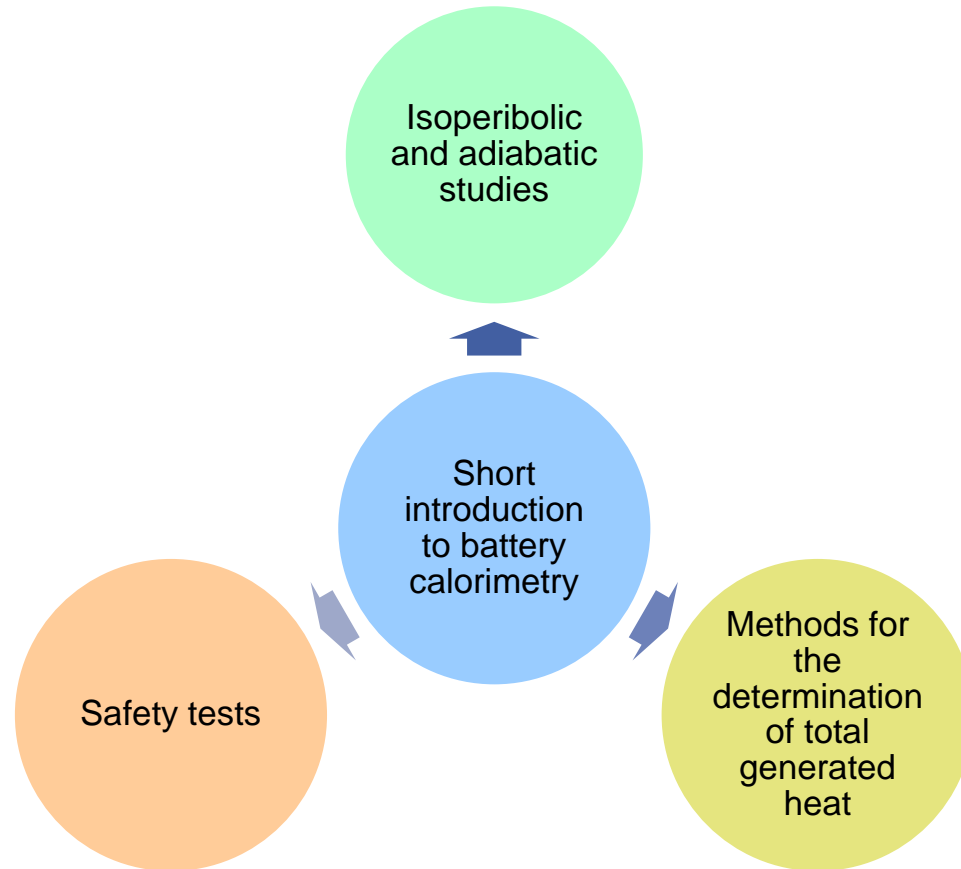 Isoperibolic
and adiabatic
studies
Short
introduction
to battery
calorimetry
Safety tests
Methods for
the
determination
of total
generated
heat